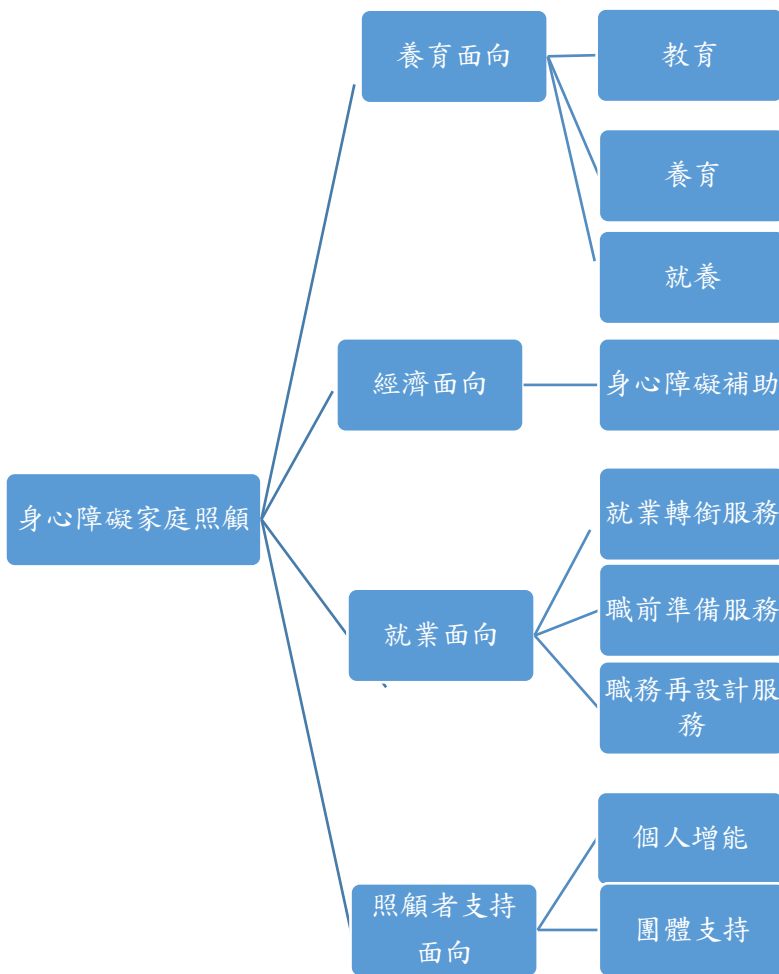 身心障礙家庭照顧
養育面向
教育
養育
就養
經濟面向
身心障礙補助
就業面向
就業轉銜服務
職前準備服務
職務再設計服
務
照顧者支持
面向
個人增能
團體支持